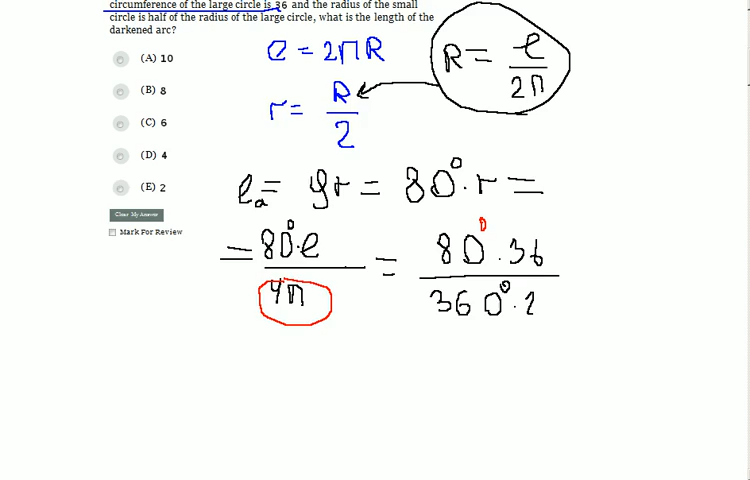 circumference of the large circle is 36 and the radius of the small
circle is half of the radius of the large circle, what is the length of the
darkened arc?
(A) 10
(B) 8
(C) 6
(D) 4
(E) 2
Clear My Answer
Mark For Review
e = 2πR
R = e / 2π
r = R / 2
eₐ = φr = 80°·r =
= 80°·e / 4π = 80°·36 / 360°·2